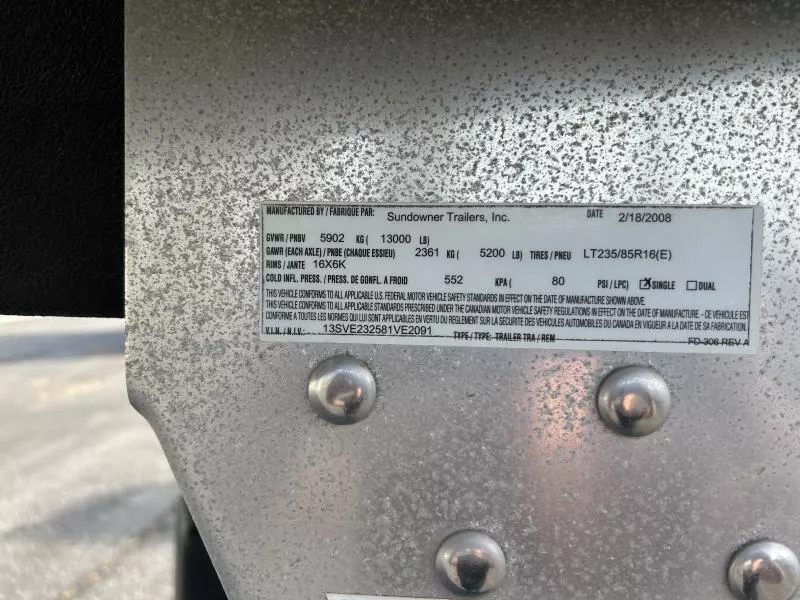 MANUFACTURED BY / FABRIQUE PAR: Sundowner Trailers, Inc. DATE 2/18/2008
GVWR / PNBV 5902 KG ( 13000 LB)
GAWR (EACH AXLE) / PNBE (CHAQUE ESSIEU) 2361 KG ( 5200 LB) TIRES / PNEU LT235/85R16(E)
RIMS / JANTE 16X6K
COLD INFL. PRESS. / PRESS. DE GONFL. A FROID 552 KPA ( 80 PSI / LPC) X SINGLE DUAL
THIS VEHICLE CONFORMS TO ALL APPLICABLE U.S. FEDERAL MOTOR VEHICLE SAFETY STANDARDS IN EFFECT ON THE DATE OF MANUFACTURE SHOWN ABOVE.
THIS VEHICLE CONFORMS TO ALL APPLICABLE STANDARDS PRESCRIBED UNDER THE CANADIAN MOTOR VEHICLE SAFETY REGULATIONS IN EFFECT ON THE DATE OF MANUFACTURE. - CE VEHICULE EST
CONFORME A TOUTES LES NORMES QUI LUI SONT APPLICABLES EN VERTU DU REGLEMENT SUR LA SECURITE DES VEHICULES AUTOMOBILES DU CANADA EN VIGUEUR A LA DATE DE SA FABRICATION.
V.I.N. / N.I.V.: 13SVE232581VE2091 TYPE / TYPE: TRAILER TRA / REM FD-306 REV A